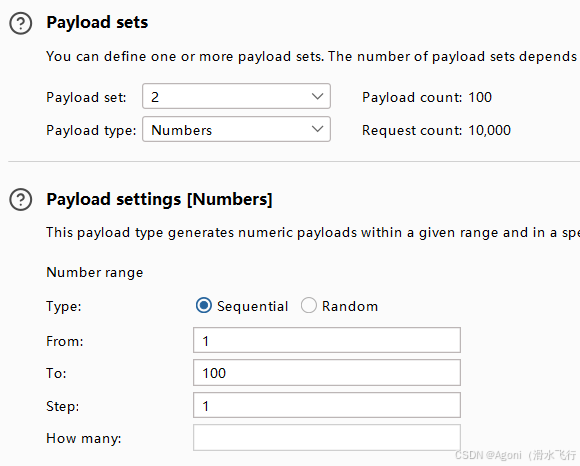 Payload sets
You can define one or more payload sets. The number of payload sets depends
Payload set: 2 Payload count: 100
Payload type: Numbers Request count: 10,000
Payload settings [Numbers]
This payload type generates numeric payloads within a given range and in a spe
Number range
Type: Sequential Random
From: 1
To: 100
Step: 1
How many:
CSDN @Agoni（滑水飞行